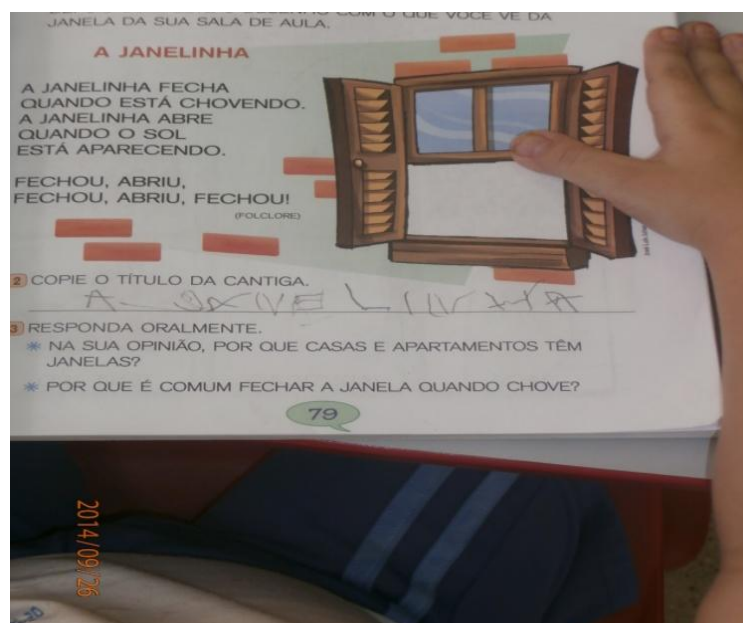 JANELA DA SUA SALA DE AULA.
A JANELINHA
A JANELINHA FECHA
QUANDO ESTÁ CHOVENDO.
A JANELINHA ABRE
QUANDO O SOL
ESTÁ APARECENDO.
FECHOU, ABRIU,
FECHOU, ABRIU, FECHOU!
(FOLCLORE)
2 COPIE O TÍTULO DA CANTIGA.
A JANELINHA
3 RESPONDA ORALMENTE.
* NA SUA OPINIÃO, POR QUE CASAS E APARTAMENTOS TÊM
JANELAS?
* POR QUE É COMUM FECHAR A JANELA QUANDO CHOVE?
79
2014/09/26